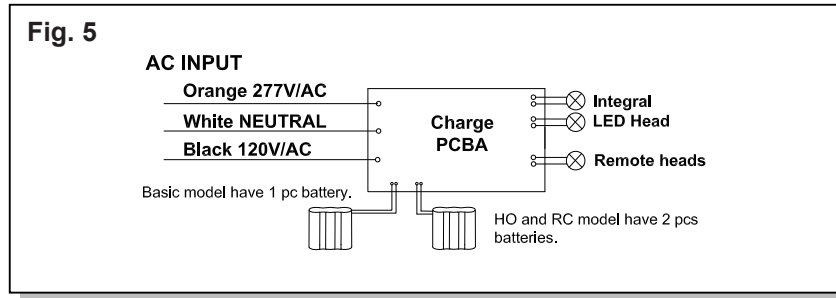 Fig. 5
AC INPUT
Orange 277V/AC
White NEUTRAL
Black 120V/AC
Charge
PCBA
Integral
LED Head
Remote heads
Basic model have 1 pc battery.
HO and RC model have 2 pcs
batteries.